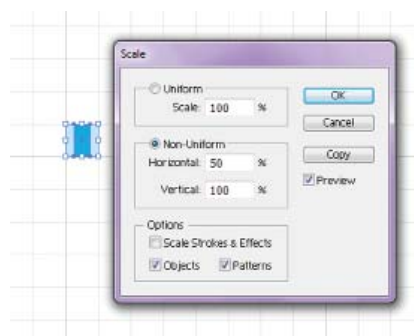 Scale
Uniform
Scale: 100 %
Non-Uniform
Horizontal: 50 %
Vertical: 100 %
Options
Scale Strokes & Effects
Objects Patterns
OK
Cancel
Copy
Preview